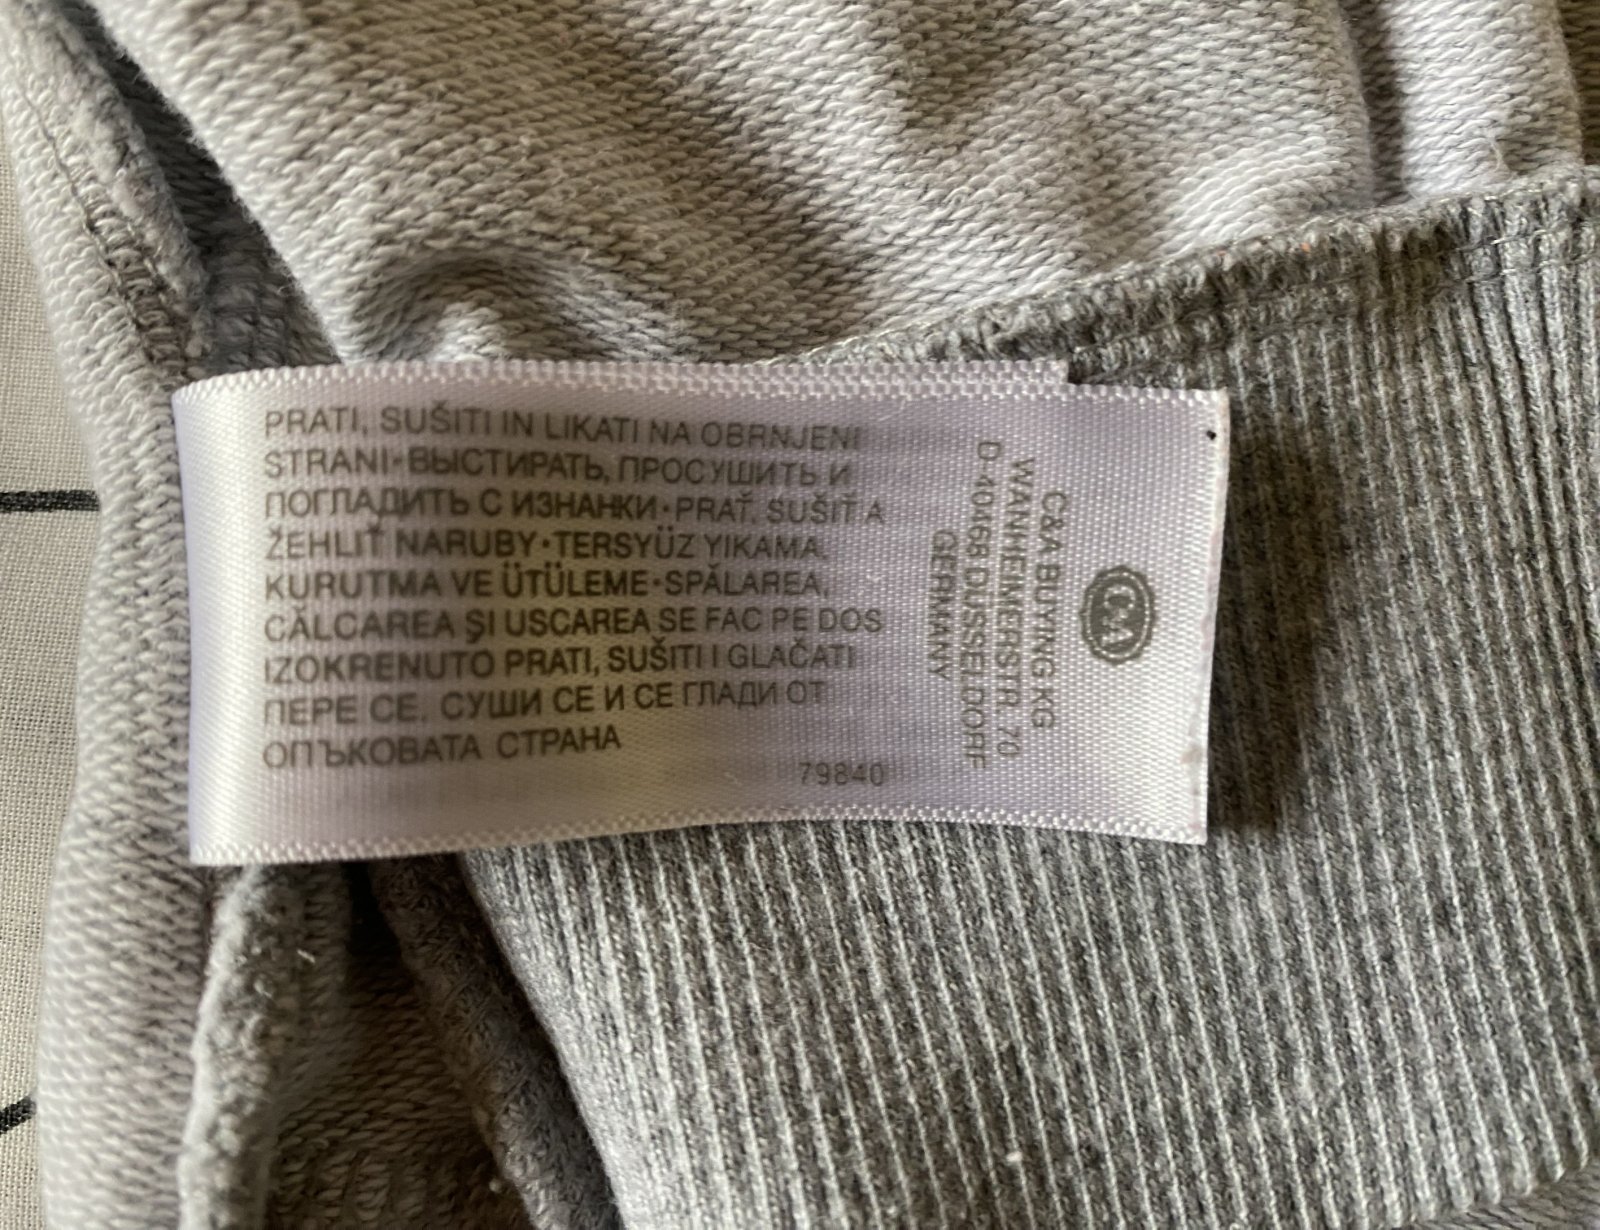 PRATI, SUŠITI IN LIKATI NA OBRNJENI
STRANI•ВЫСТИРАТЬ, ПРОСУШИТЬ И
ПОГЛАДИТЬ С ИЗНАНКИ•PRAŤ, SUŠIŤ A
ŽEHLIŤ NARUBY•TERSYÜZ YIKAMA,
KURUTMA VE ÜTÜLEME•SPĂLAREA,
CĂLCAREA ŞI USCAREA SE FAC PE DOS
IZOKRENUTO PRATI, SUŠITI I GLAČATI
ПЕРЕ СЕ, СУШИ СЕ И СЕ ГЛАДИ ОТ
ОПЪКОВАТА СТРАНА
79840
C&A
C&A BUYING KG
WANHEIMERSTR. 70
D-40468 DUSSELDORF
GERMANY